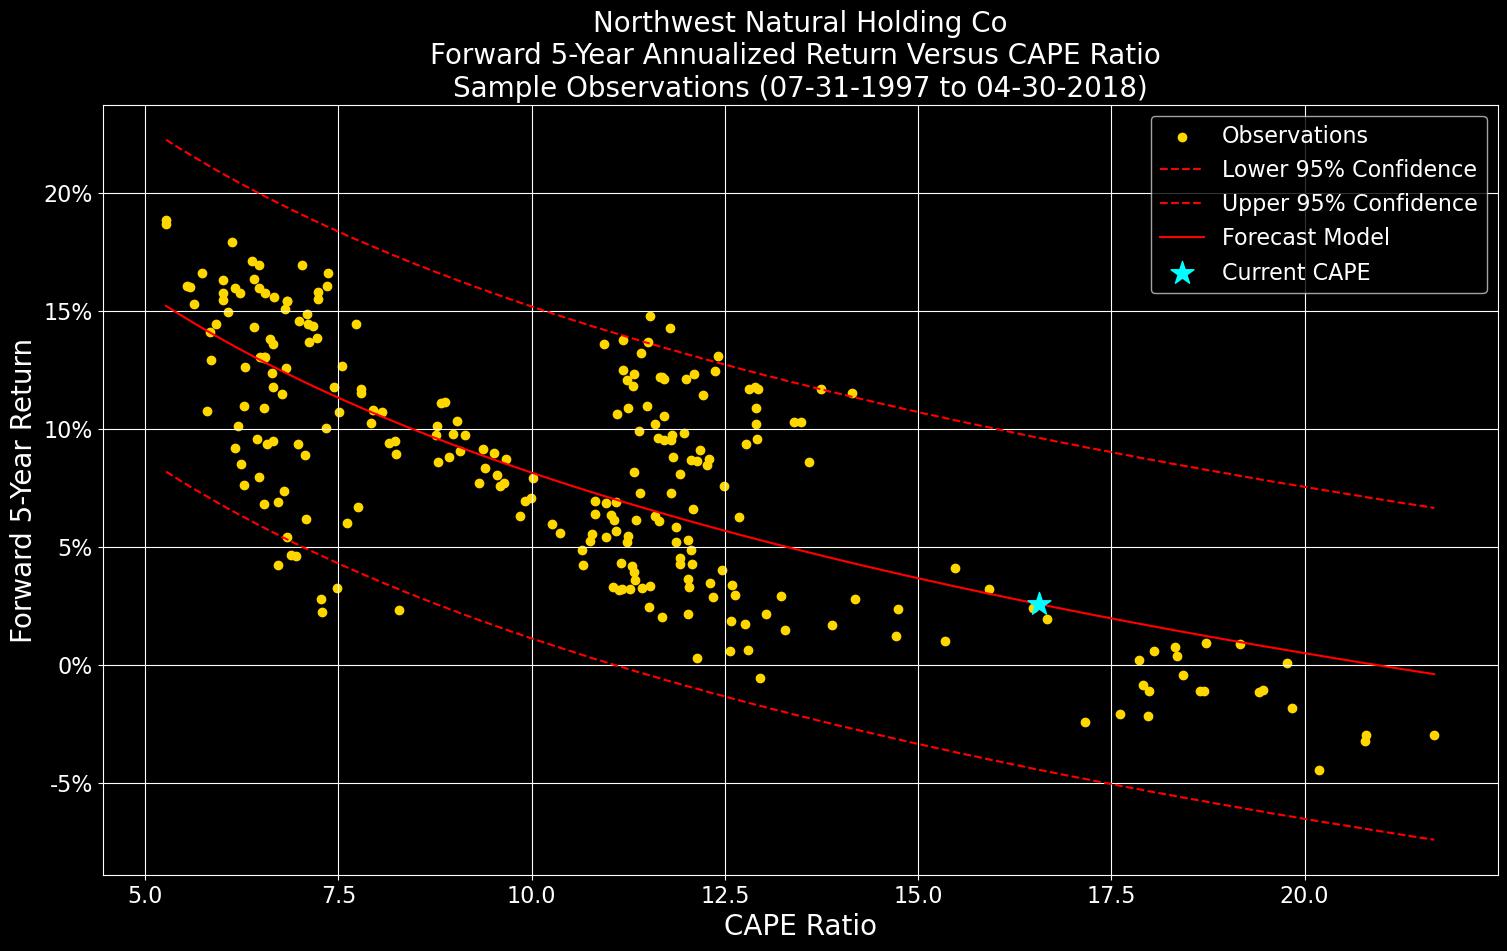 Northwest Natural Holding Co
Forward 5-Year Annualized Return Versus CAPE Ratio
Sample Observations (07-31-1997 to 04-30-2018)
Observations
Lower 95% Confidence
Upper 95% Confidence
Forecast Model
Current CAPE
Forward 5-Year Return
20%
15%
10%
5%
0%
-5%
5.0 7.5 10.0 12.5 15.0 17.5 20.0
CAPE Ratio